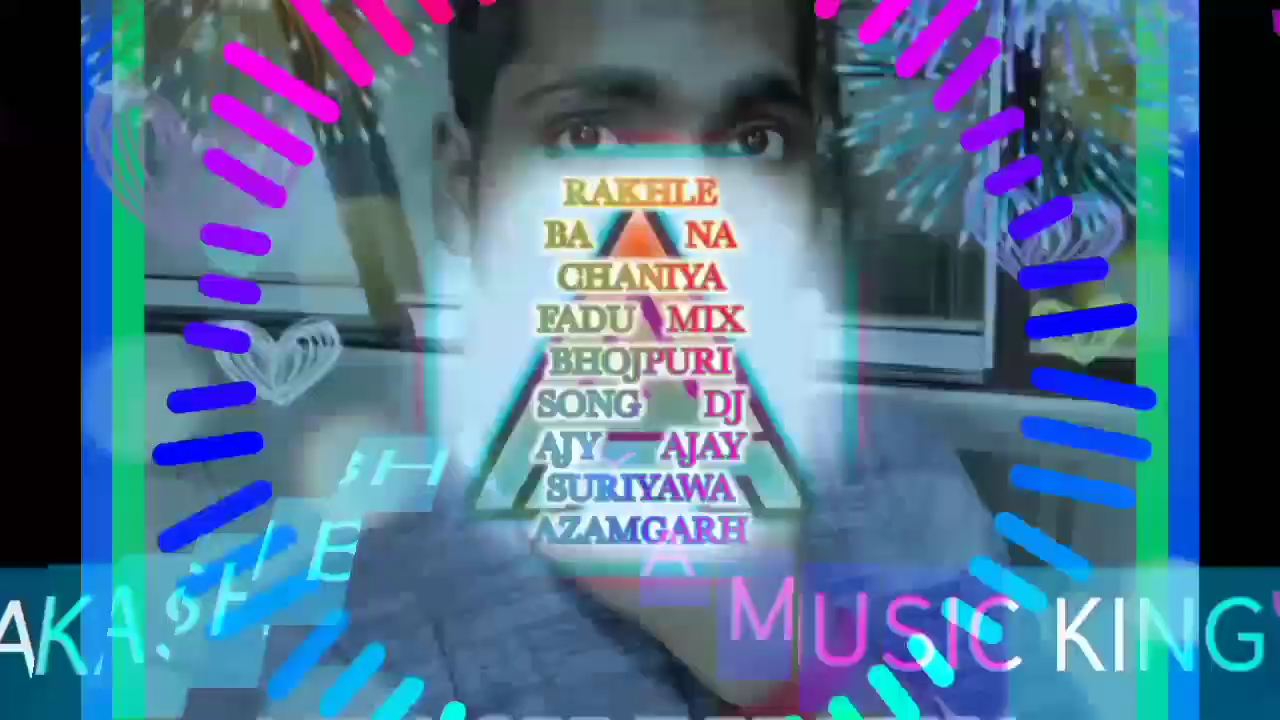 RAKHLE
BA NA
CHANIYA
FADU MIX
BHOJPURI
SONG DJ
AJY AJAY
SURIYAWA
AZAMGARH
AKASH
MUSIC KING